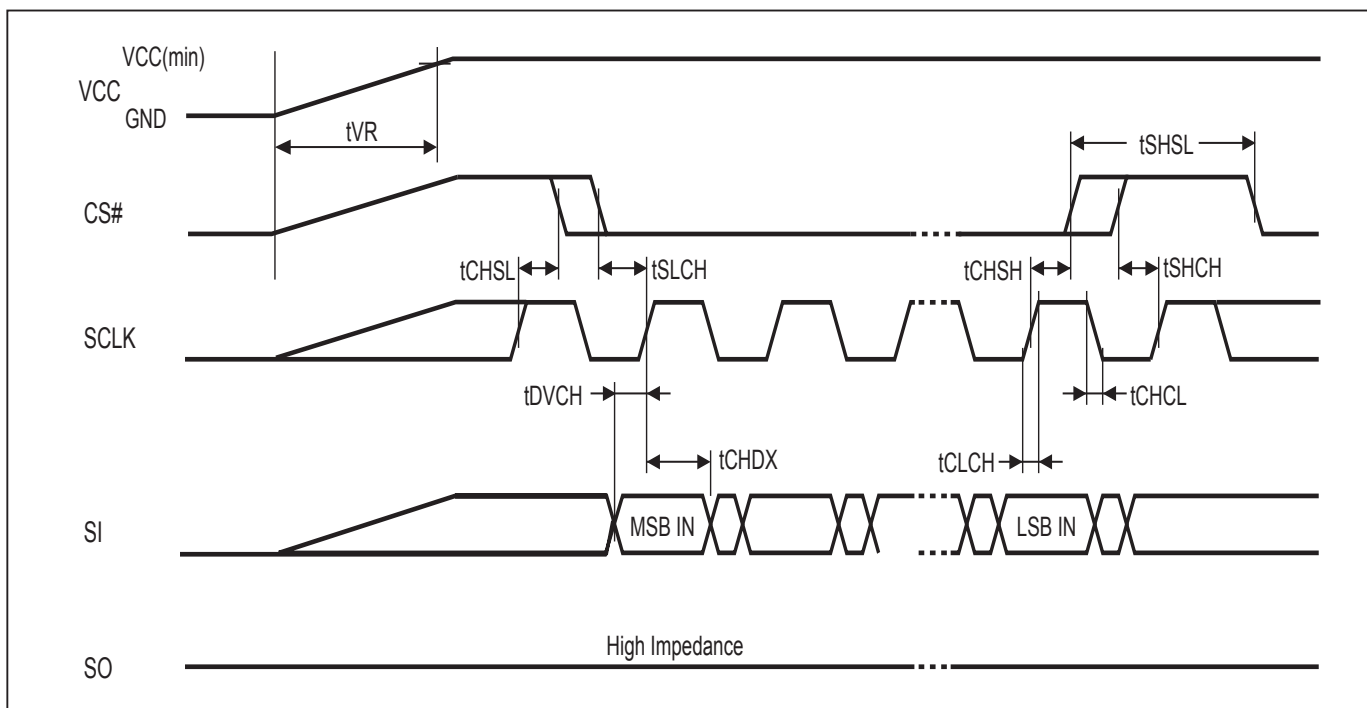 VCC(min)
VCC
GND
tVR
tSHSL
CS#
tCHSL
tSLCH
tCHSH
tSHCH
SCLK
tDVCH
tCHCL
tCHDX
tCLCH
SI
MSB IN
LSB IN
High Impedance
SO